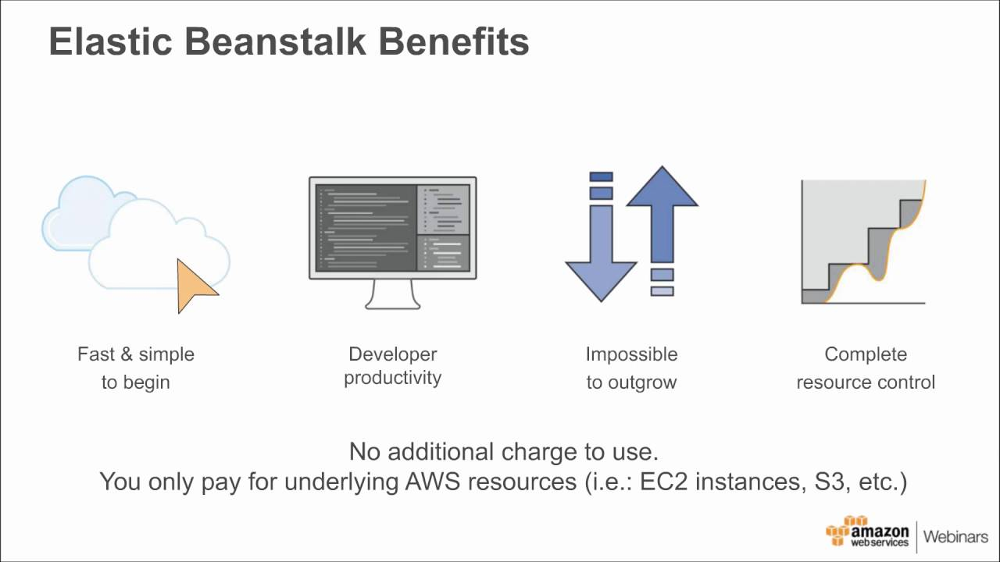 Elastic Beanstalk Benefits
Fast & simple
to begin
Developer
productivity
Impossible
to outgrow
Complete
resource control
No additional charge to use.
You only pay for underlying AWS resources (i.e.: EC2 instances, S3, etc.)
amazon
webservices
Webinars